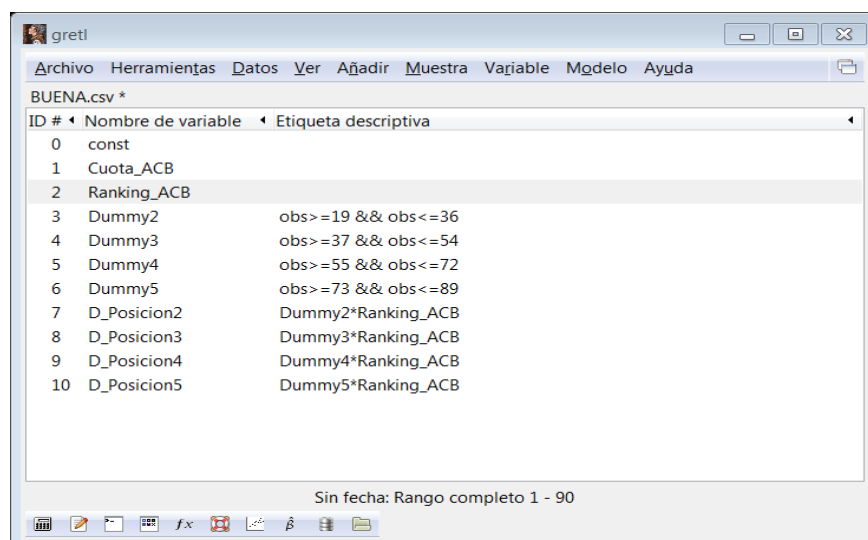 gretl
Archivo Herramientas Datos Ver Añadir Muestra Variable Modelo Ayuda
BUENA.csv *
ID # Nombre de variable Etiqueta descriptiva
0 const
1 Cuota_ACB
2 Ranking_ACB
3 Dummy2 obs>=19 && obs<=36
4 Dummy3 obs>=37 && obs<=54
5 Dummy4 obs>=55 && obs<=72
6 Dummy5 obs>=73 && obs<=89
7 D_Posicion2 Dummy2*Ranking_ACB
8 D_Posicion3 Dummy3*Ranking_ACB
9 D_Posicion4 Dummy4*Ranking_ACB
10 D_Posicion5 Dummy5*Ranking_ACB
Sin fecha: Rango completo 1 - 90
fx β̂